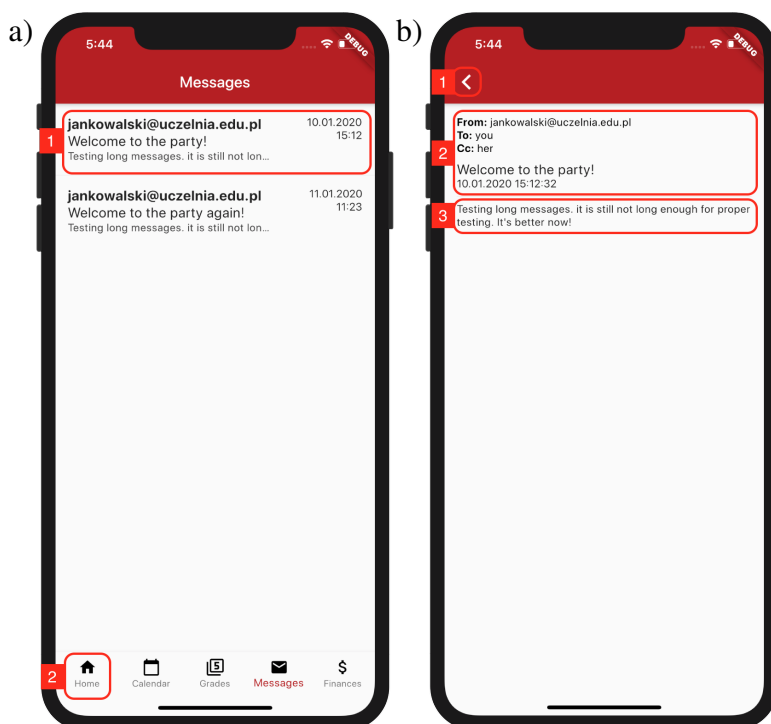 a)
5:44
DEBUG
Messages
1
jankowalski@uczelnia.edu.pl 10.01.2020
Welcome to the party! 15:12
Testing long messages. it is still not lon...
jankowalski@uczelnia.edu.pl 11.01.2020
Welcome to the party again! 11:23
Testing long messages. it is still not lon...
2
5
$
Home Calendar Grades Messages Finances
b)
5:44
DEBUG
1
2
From: jankowalski@uczelnia.edu.pl
To: you
Cc: her
Welcome to the party!
10.01.2020 15:12:32
3
Testing long messages. it is still not long enough for proper
testing. It's better now!